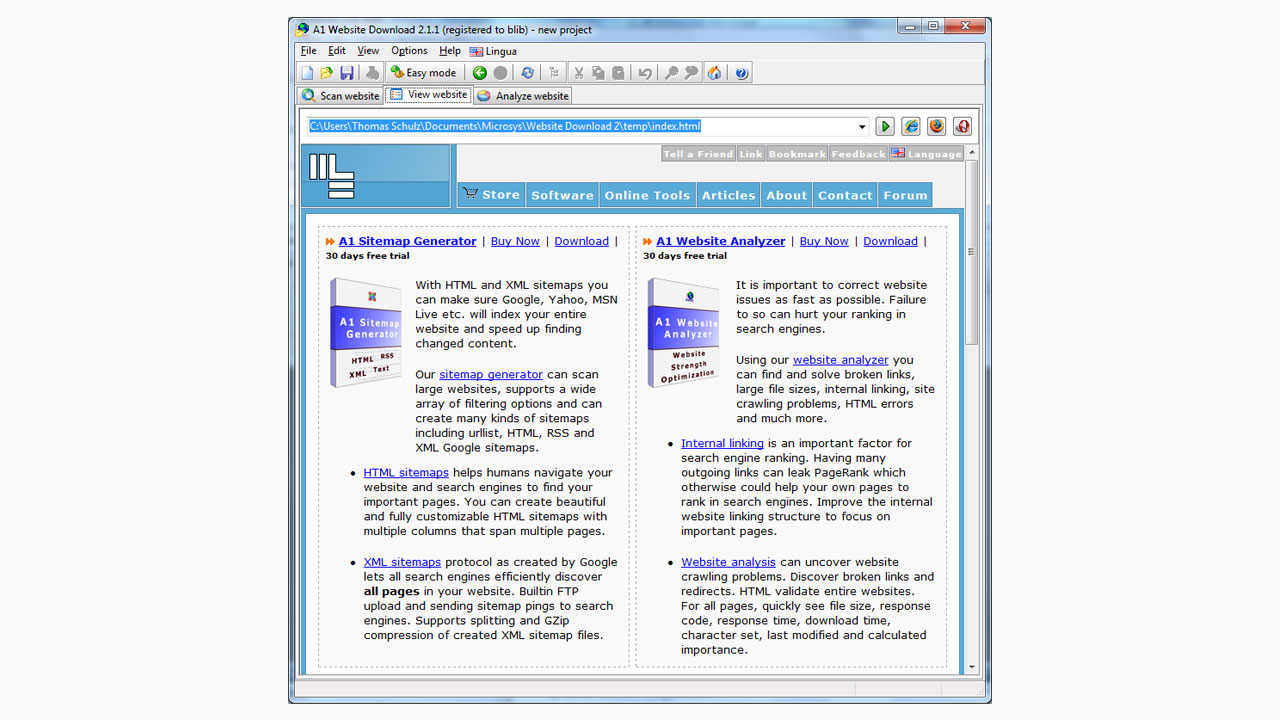 A1 Website Download 2.1.1 (registered to blib) - new project
File Edit View Options Help Lingua
Easy mode
Scan website View website Analyze website
C:\Users\Thomas Schulz\Documents\Microsys\Website Download 2\temp\index.html
Tell a Friend Link Bookmark Feedback Language
Store Software Online Tools Articles About Contact Forum
A1 Sitemap Generator | Buy Now | Download |
30 days free trial
A1 Sitemap
Generator
HTML RSS
XML Text
With HTML and XML sitemaps you
can make sure Google, Yahoo, MSN
Live etc. will index your entire
website and speed up finding
changed content.
Our sitemap generator can scan
large websites, supports a wide
array of filtering options and can
create many kinds of sitemaps
including urllist, HTML, RSS and
XML Google sitemaps.
• HTML sitemaps helps humans navigate your
website and search engines to find your
important pages. You can create beautiful
and fully customizable HTML sitemaps with
multiple columns that span multiple pages.
• XML sitemaps protocol as created by Google
lets all search engines efficiently discover
all pages in your website. Builtin FTP
upload and sending sitemap pings to search
engines. Supports splitting and GZip
compression of created XML sitemap files.
A1 Website Analyzer | Buy Now | Download |
30 days free trial
A1 Website
Analyzer
Website
Strength
Optimization
It is important to correct website
issues as fast as possible. Failure
to so can hurt your ranking in
search engines.
Using our website analyzer you
can find and solve broken links,
large file sizes, internal linking, site
crawling problems, HTML errors
and much more.
• Internal linking is an important factor for
search engine ranking. Having many
outgoing links can leak PageRank which
otherwise could help your own pages to
rank in search engines. Improve the internal
website linking structure to focus on
important pages.
• Website analysis can uncover website
crawling problems. Discover broken links and
redirects. HTML validate entire websites.
For all pages, quickly see file size, response
code, response time, download time,
character set, last modified and calculated
importance.